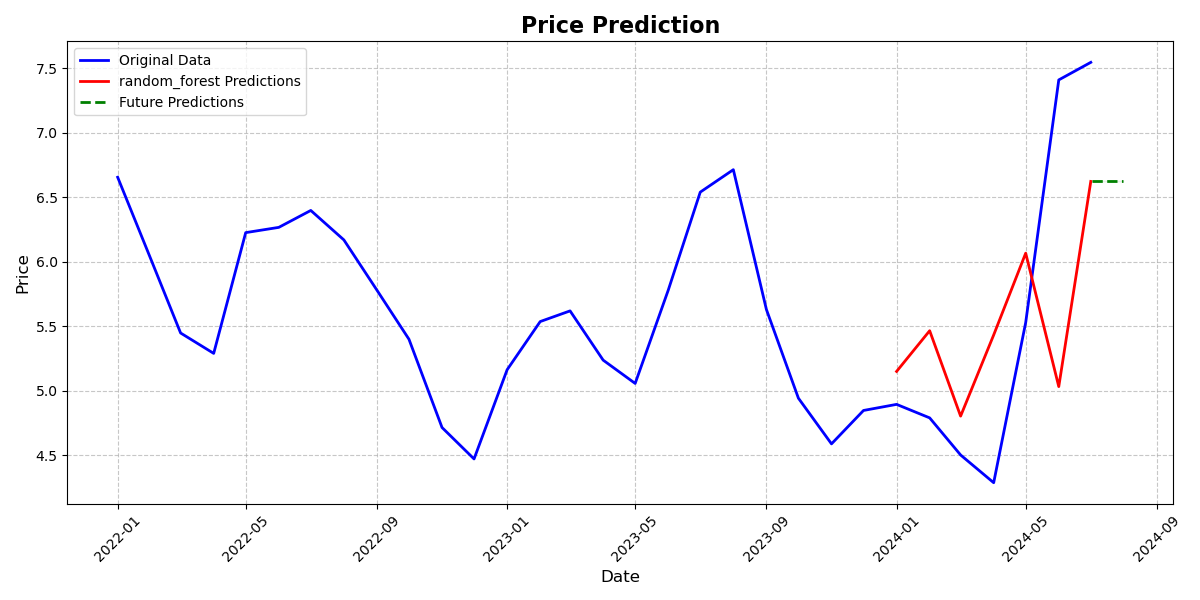 Price Prediction
Original Data
random_forest Predictions
Future Predictions
Price
7.5
7.0
6.5
6.0
5.5
5.0
4.5
2022-01
2022-05
2022-09
2023-01
2023-05
2023-09
2024-01
2024-05
2024-09
Date